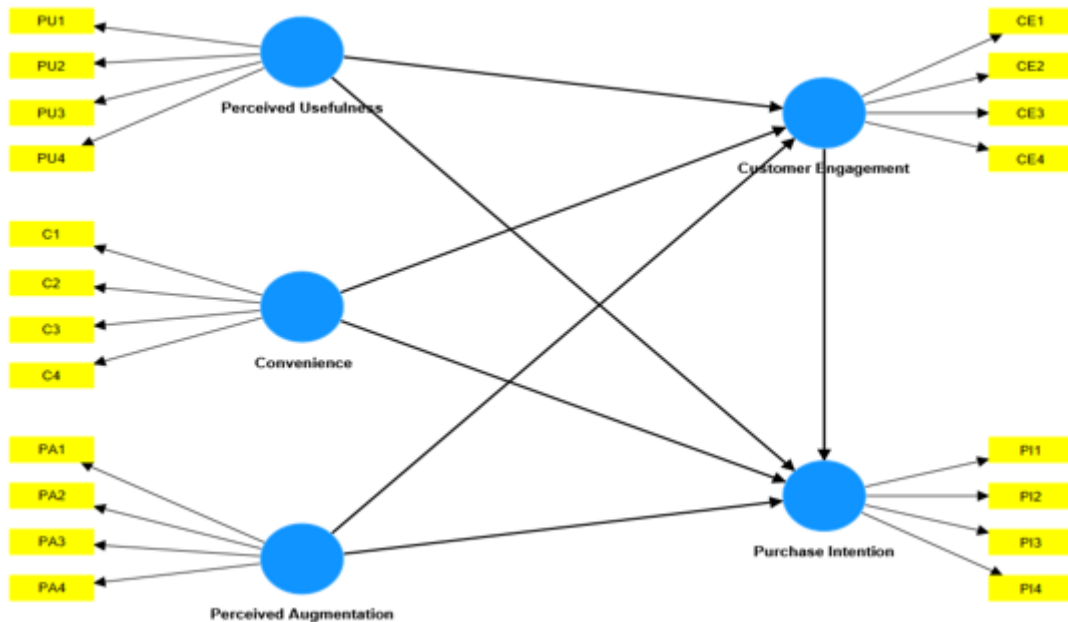 PU1
PU2
PU3
PU4
Perceived Usefulness
CE1
CE2
CE3
CE4
Customer Engagement
C1
C2
C3
C4
Convenience
PA1
PA2
PA3
PA4
Perceived Augmentation
PI1
PI2
PI3
PI4
Purchase Intention